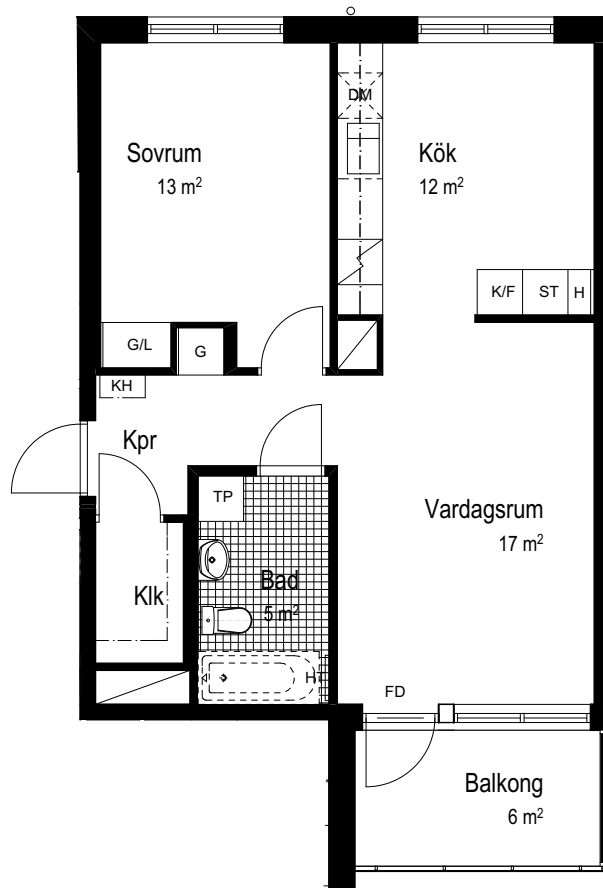 DM
Sovrum
13 m²
Kök
12 m²
K/F
ST
H
G/L
G
KH
Kpr
TP
Vardagsrum
17 m²
Bad
5 m²
Klk
H
FD
Balkong
6 m²